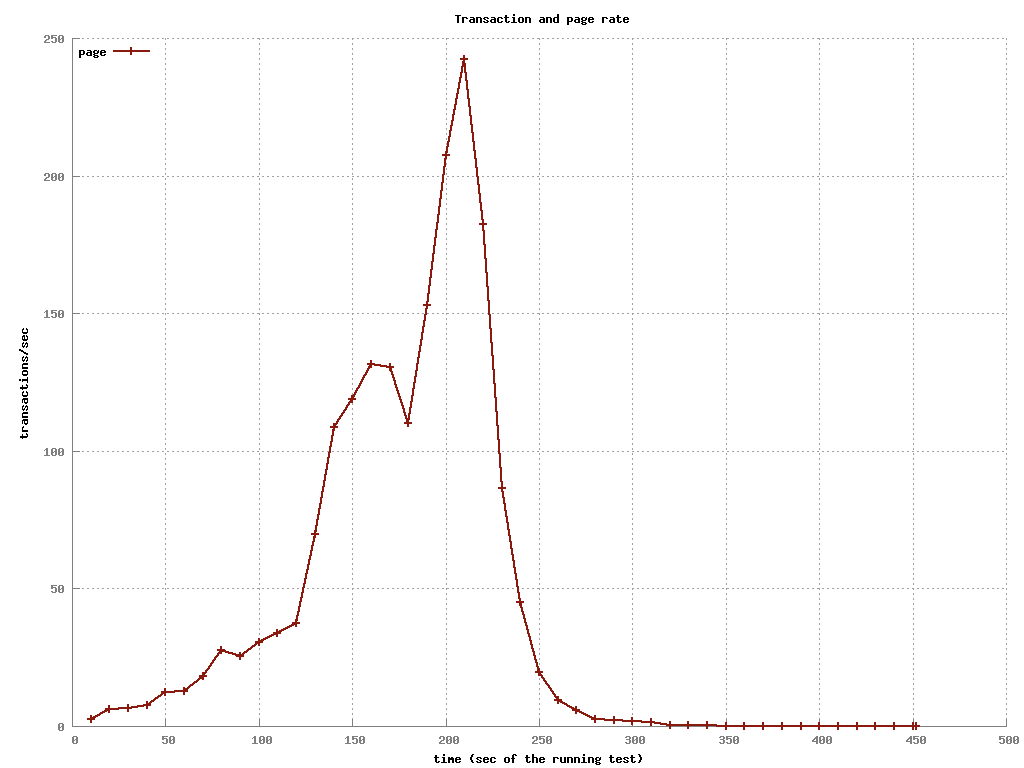 Transaction and page rate
250
page
200
150
transactions/sec
100
50
0
0 50 100 150 200 250 300 350 400 450 500
time (sec of the running test)